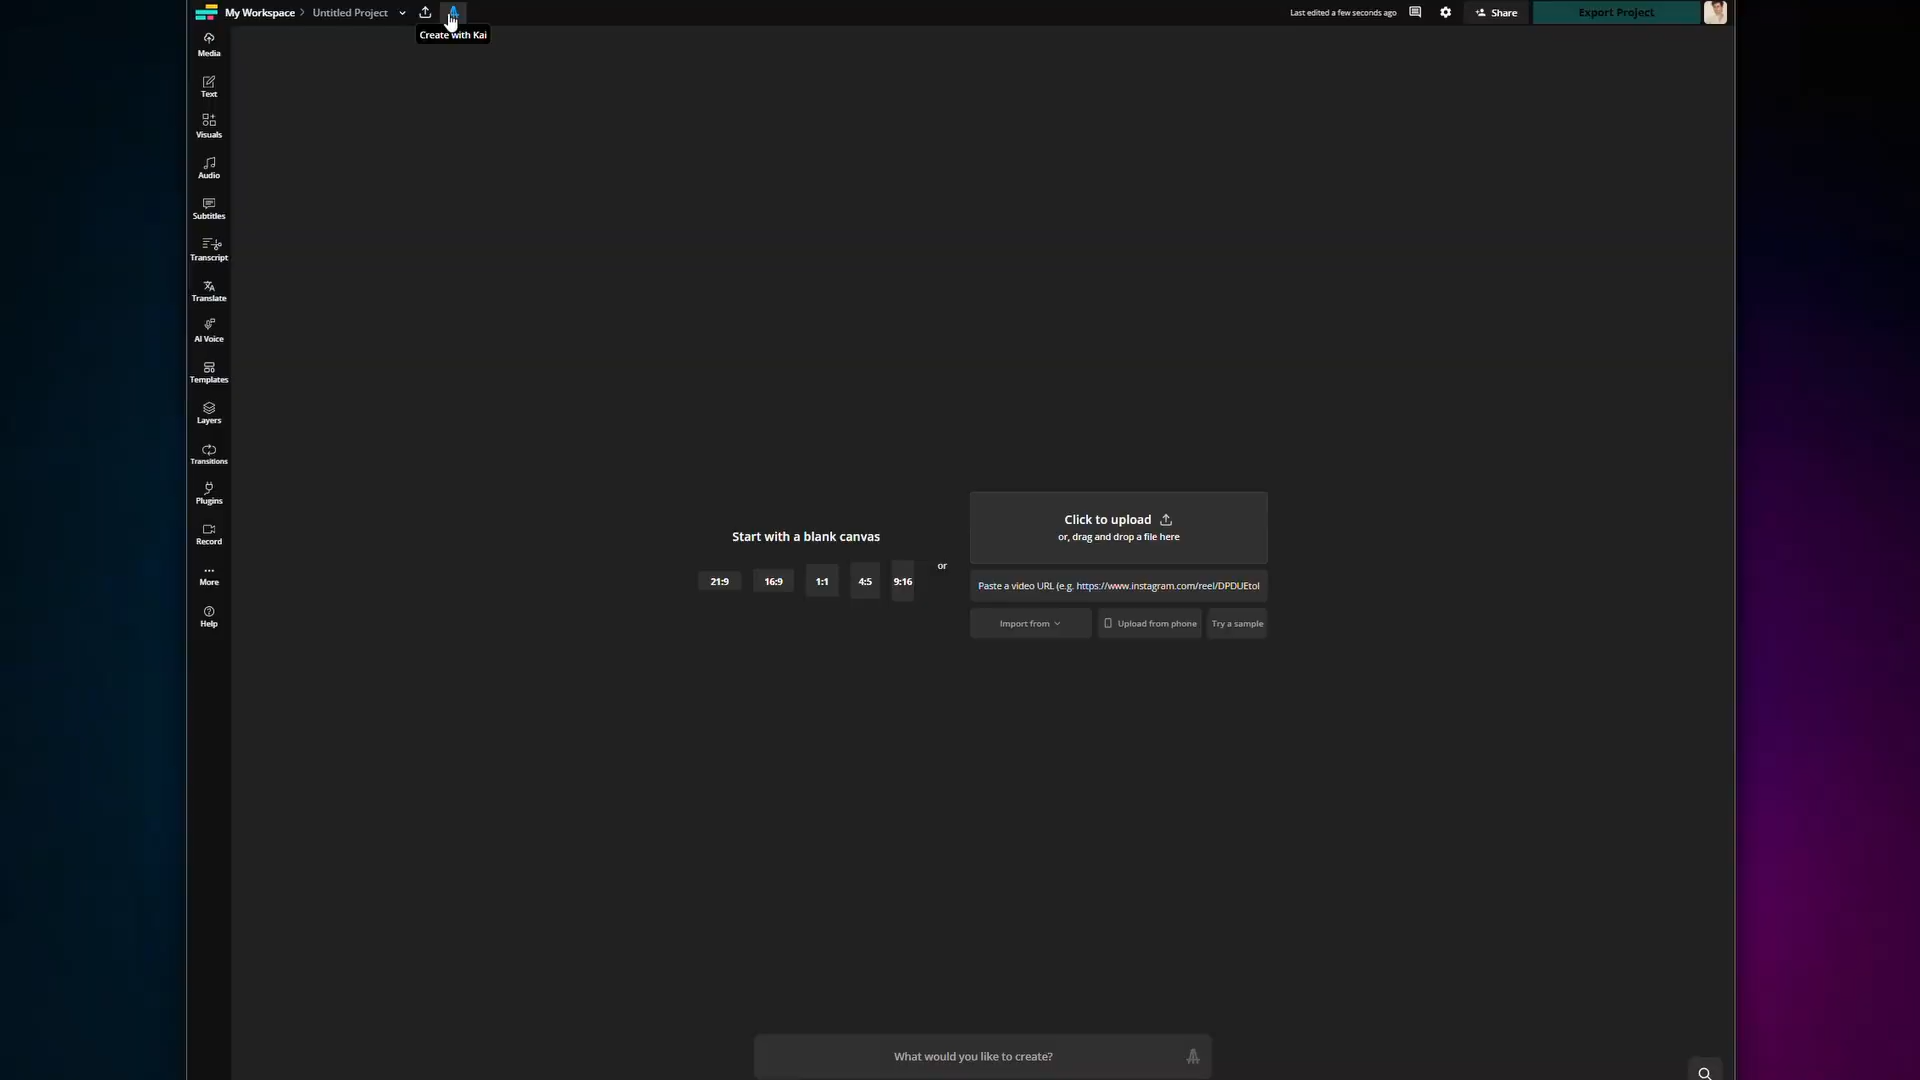 My Workspace > Untitled Project
Create with Kai
Last edited a few seconds ago
Share
Export Project
Media
Text
Visuals
Audio
Subtitles
Transcript
Translate
AI Voice
Templates
Layers
Transitions
Plugins
Record
More
Help
Start with a blank canvas
21:9 16:9 1:1 4:5 9:16
or
Click to upload
or, drag and drop a file here
Paste a video URL (e.g. https://www.instagram.com/reel/DPDUEtol
Import from
Upload from phone
Try a sample
What would you like to create?